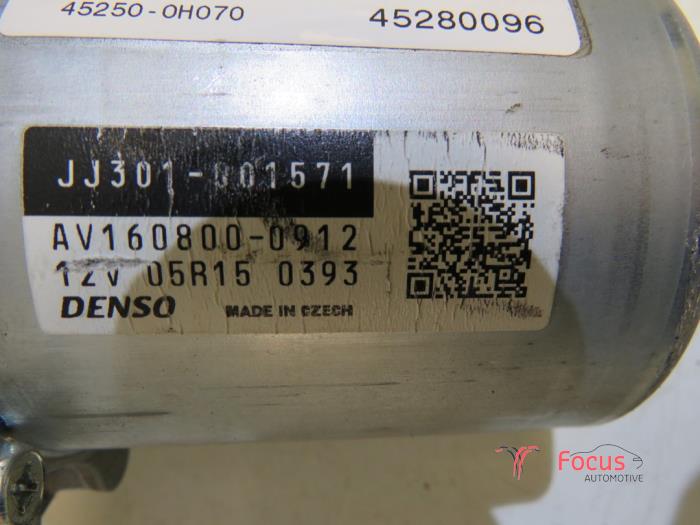 45250-0H070
45280096
JJ301-001571
AV160800-0912
12V 05R15 0393
DENSO MADE IN CZECH
Focus
AUTOMOTIVE